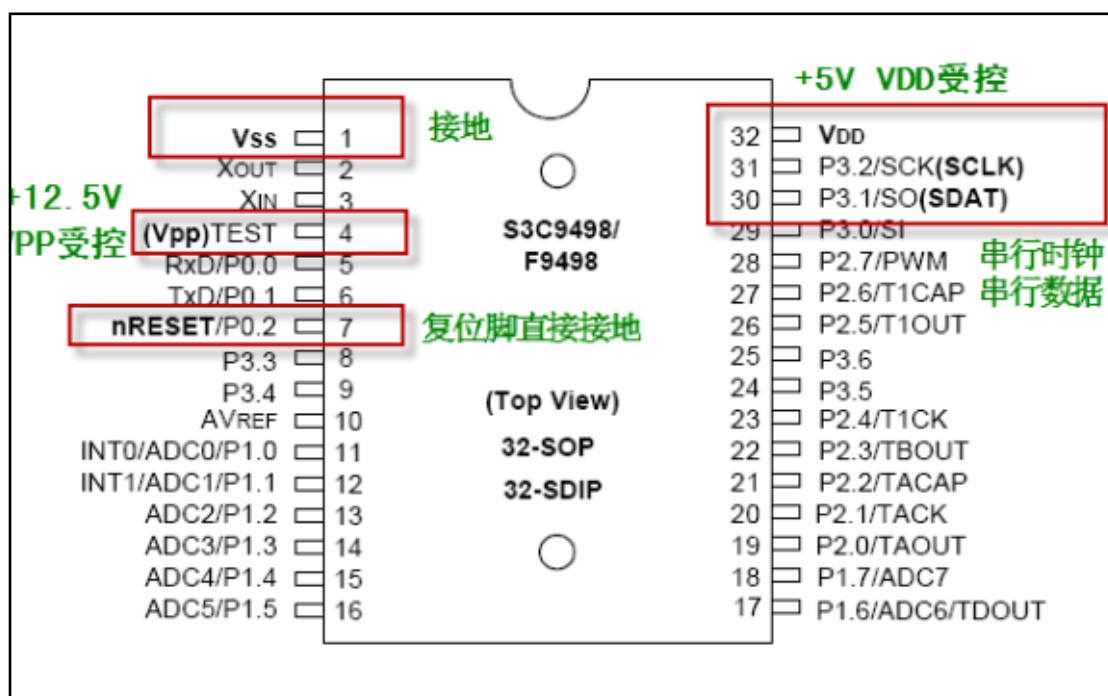 +5V VDD受控
Vss 1 接地 32 VDD
XOUT 2 31 P3.2/SCK(SCLK)
XIN 3 30 P3.1/SO(SDAT)
+12.5V
(Vpp)TEST 4 S3C9498/ 29 P3.0/SI
PP受控
RxD/P0.0 5 F9498 28 P2.7/PWM 串行时钟
TxD/P0.1 6 27 P2.6/T1CAP 串行数据
nRESET/P0.2 7 复位脚直接接地 26 P2.5/T1OUT
P3.3 8 25 P3.6
P3.4 9 (Top View) 24 P3.5
AVREF 10 23 P2.4/T1CK
INT0/ADC0/P1.0 11 32-SOP 22 P2.3/TBOUT
INT1/ADC1/P1.1 12 32-SDIP 21 P2.2/TACAP
ADC2/P1.2 13 20 P2.1/TACK
ADC3/P1.3 14 19 P2.0/TAOUT
ADC4/P1.4 15 18 P1.7/ADC7
ADC5/P1.5 16 17 P1.6/ADC6/TDOUT